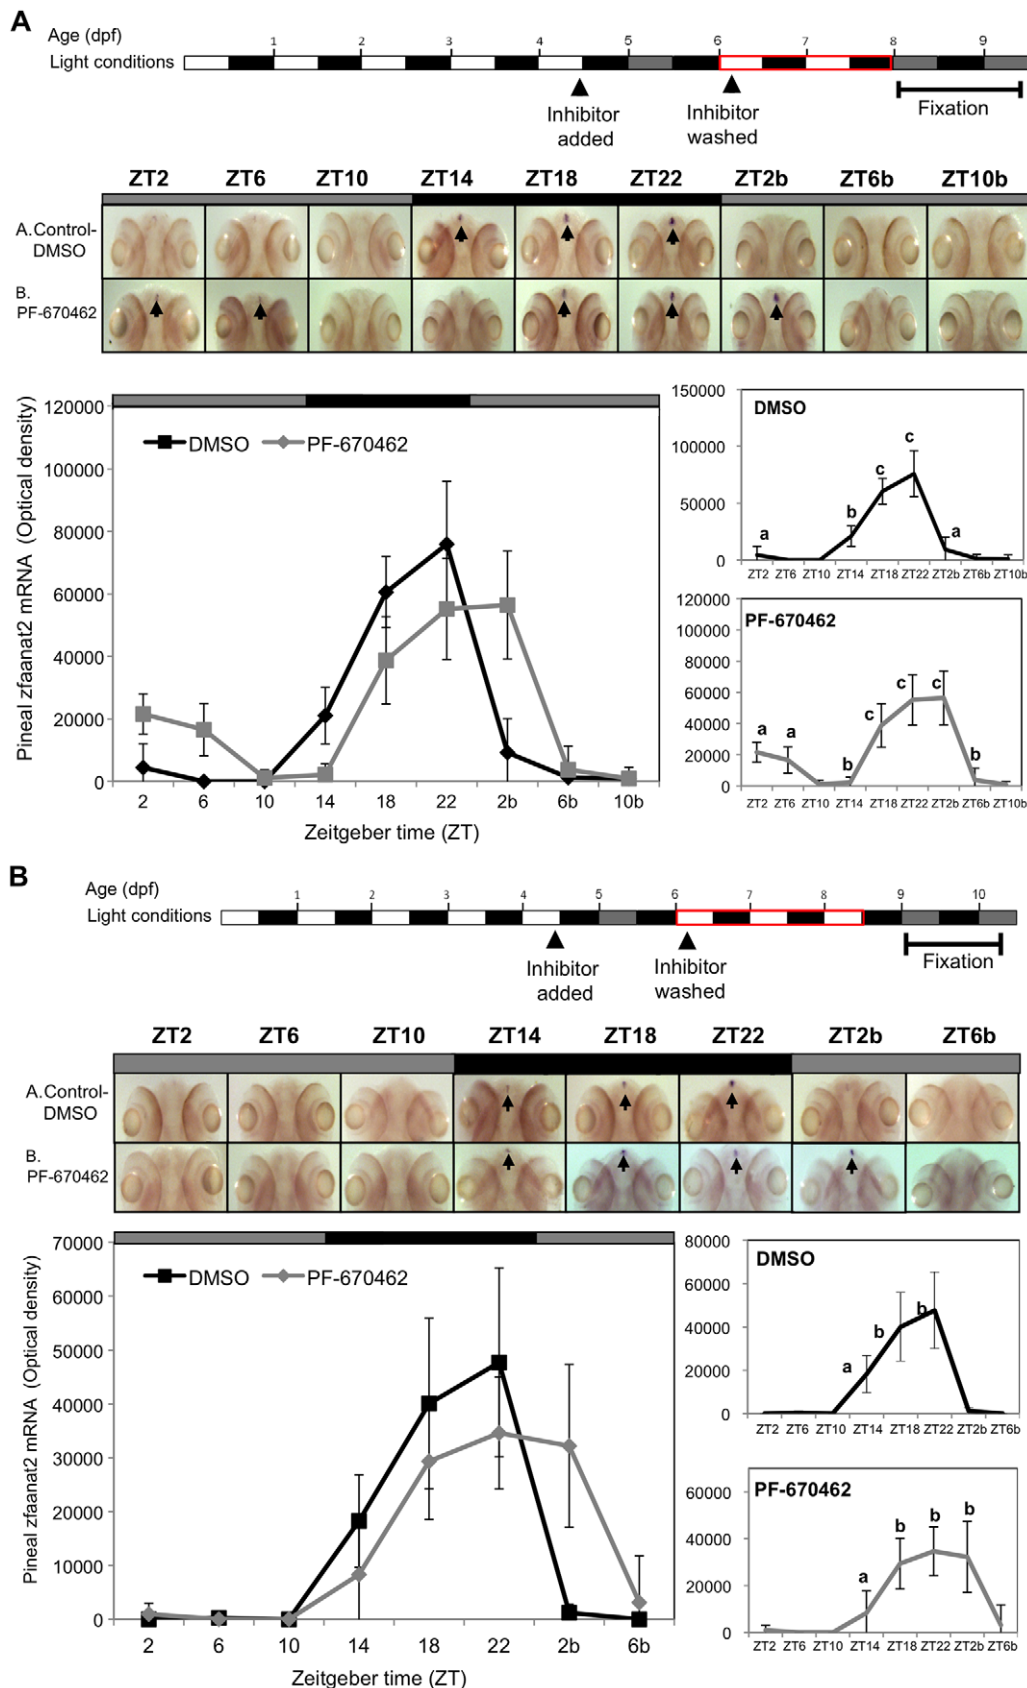 A
Age (dpf)
1 2 3 4 5 6 7 8 9
Light conditions
Inhibitor added
Inhibitor washed
Fixation
ZT2 ZT6 ZT10 ZT14 ZT18 ZT22 ZT2b ZT6b ZT10b
A.Control-
DMSO
B.
PF-670462
Pineal zfaanat2 mRNA (Optical density)
120000
100000
80000
60000
40000
20000
0
DMSO PF-670462
2 6 10 14 18 22 2b 6b 10b
Zeitgeber time (ZT)
DMSO
150000
100000
50000
0
a b c c a
ZT2 ZT6 ZT10 ZT14 ZT18 ZT22 ZT2b ZT6b ZT10b
PF-670462
120000
100000
80000
60000
40000
20000
0
a a b c c c b
ZT2 ZT6 ZT10 ZT14 ZT18 ZT22 ZT2b ZT6b ZT10b
B
Age (dpf)
1 2 3 4 5 6 7 8 9 10
Light conditions
Inhibitor added
Inhibitor washed
Fixation
ZT2 ZT6 ZT10 ZT14 ZT18 ZT22 ZT2b ZT6b
A.Control-
DMSO
B.
PF-670462
Pineal zfaanat2 mRNA (Optical density)
70000
60000
50000
40000
30000
20000
10000
0
DMSO PF-670462
2 6 10 14 18 22 2b 6b
Zeitgeber time (ZT)
DMSO
80000
60000
40000
20000
0
a b b
ZT2 ZT6 ZT10 ZT14 ZT18 ZT22 ZT2b ZT6b
PF-670462
60000
40000
20000
0
a b b b
ZT2 ZT6 ZT10 ZT14 ZT18 ZT22 ZT2b ZT6b